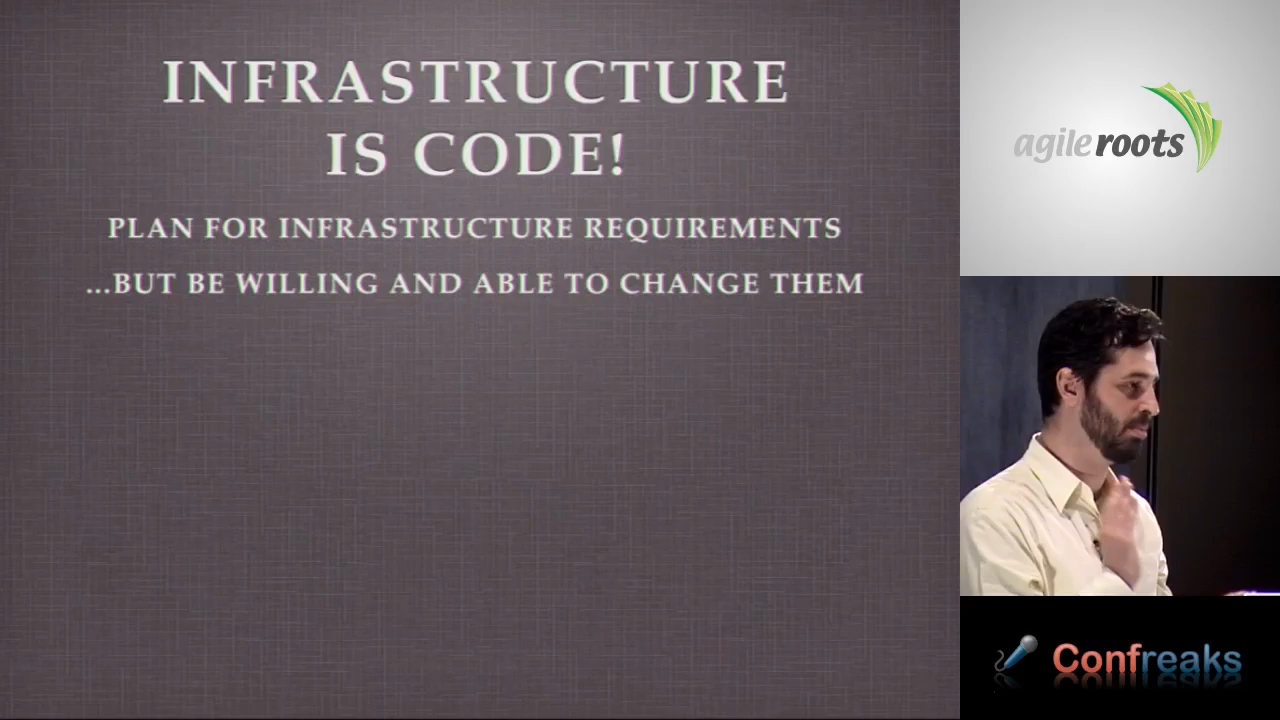 INFRASTRUCTURE
IS CODE!
PLAN FOR INFRASTRUCTURE REQUIREMENTS
...BUT BE WILLING AND ABLE TO CHANGE THEM
agile roots
Confreaks